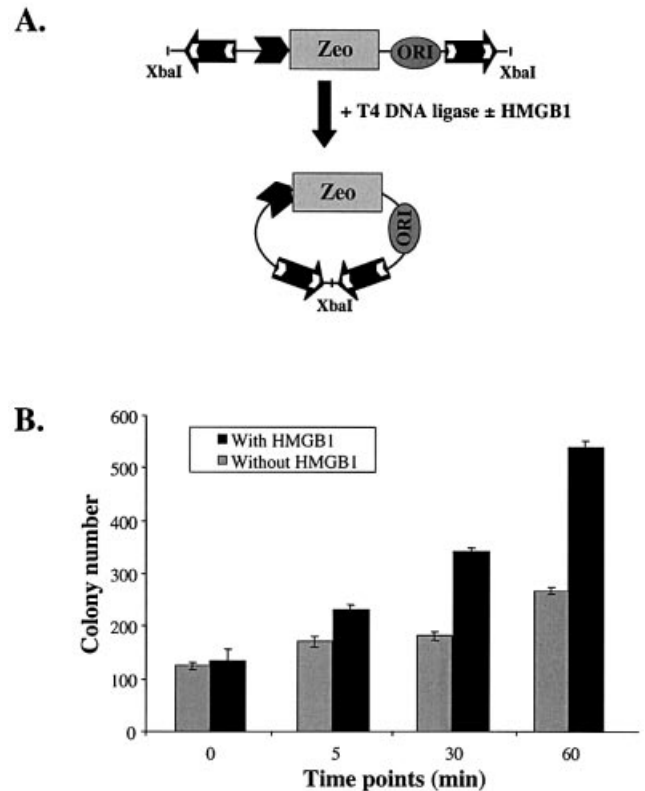 A.
Zeo
ORI
XbaI
XbaI
+ T4 DNA ligase ± HMGB1
Zeo
ORI
XbaI
B.
600
500
400
300
200
100
0
With HMGB1
Without HMGB1
Colony number
0 5 30 60
Time points (min)